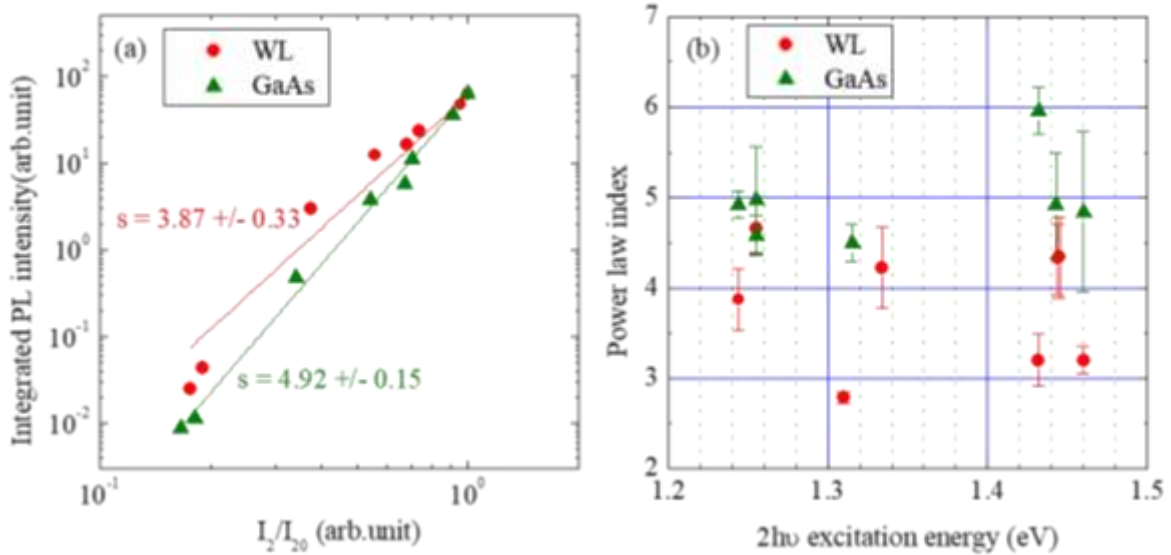 (a)
WL
GaAs
Integrated PL intensity(arb.unit)
10^2
10^1
10^0
10^-1
10^-2
s = 3.87 +/- 0.33
s = 4.92 +/- 0.15
10^-1
10^0
I_2/I_20 (arb.unit)
(b)
WL
GaAs
Power law index
7
6
5
4
3
2
1.2
1.3
1.4
1.5
2hυ excitation energy (eV)